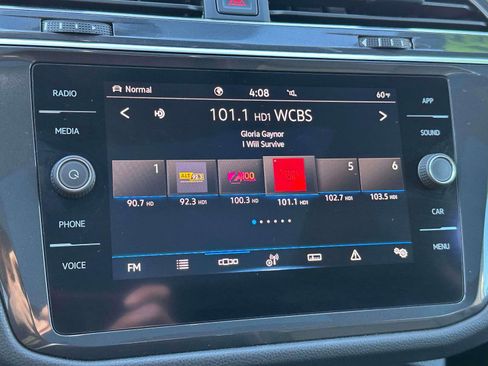 RADIO
MEDIA
PHONE
VOICE
APP
SOUND
CAR
MENU
Normal
4:08
60°F
101.1 HD1 WCBS
Gloria Gaynor
I Will Survive
1
5
6
90.7 HD
92.3 HD1
100.3 HD
101.1 HD1
102.7 HD1
103.5 HD1
FM